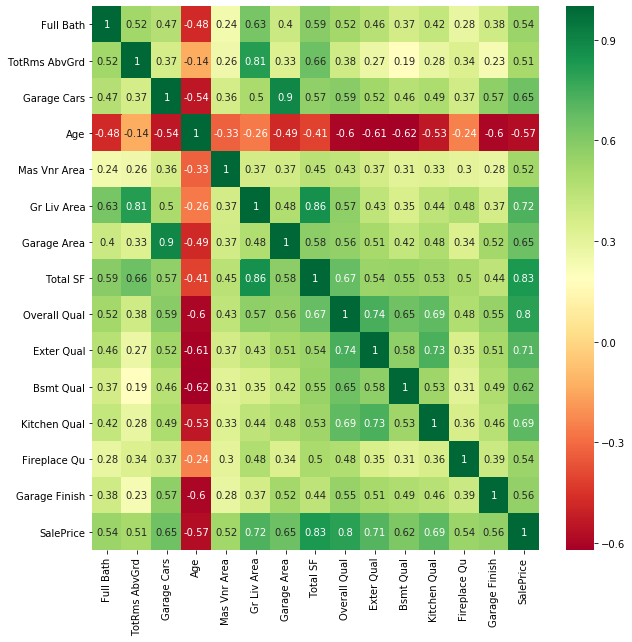 Full Bath 1 0.52 0.47 -0.48 0.24 0.63 0.4 0.59 0.52 0.46 0.37 0.42 0.28 0.38 0.54
TotRms AbvGrd 0.52 1 0.37 -0.14 0.26 0.81 0.33 0.66 0.38 0.27 0.19 0.28 0.34 0.23 0.51
Garage Cars 0.47 0.37 1 -0.54 0.36 0.5 0.9 0.57 0.59 0.52 0.46 0.49 0.37 0.57 0.65
Age -0.48 -0.14 -0.54 1 -0.33 -0.26 -0.49 -0.41 -0.6 -0.61 -0.62 -0.53 -0.24 -0.6 -0.57
Mas Vnr Area 0.24 0.26 0.36 -0.33 1 0.37 0.37 0.45 0.43 0.37 0.31 0.33 0.3 0.28 0.52
Gr Liv Area 0.63 0.81 0.5 -0.26 0.37 1 0.48 0.86 0.57 0.43 0.35 0.44 0.48 0.37 0.72
Garage Area 0.4 0.33 0.9 -0.49 0.37 0.48 1 0.58 0.56 0.51 0.42 0.48 0.34 0.52 0.65
Total SF 0.59 0.66 0.57 -0.41 0.45 0.86 0.58 1 0.67 0.54 0.55 0.53 0.5 0.44 0.83
Overall Qual 0.52 0.38 0.59 -0.6 0.43 0.57 0.56 0.67 1 0.74 0.65 0.69 0.48 0.55 0.8
Exter Qual 0.46 0.27 0.52 -0.61 0.37 0.43 0.51 0.54 0.74 1 0.58 0.73 0.35 0.51 0.71
Bsmt Qual 0.37 0.19 0.46 -0.62 0.31 0.35 0.42 0.55 0.65 0.58 1 0.53 0.31 0.49 0.62
Kitchen Qual 0.42 0.28 0.49 -0.53 0.33 0.44 0.48 0.53 0.69 0.73 0.53 1 0.36 0.46 0.69
Fireplace Qu 0.28 0.34 0.37 -0.24 0.3 0.48 0.34 0.5 0.48 0.35 0.31 0.36 1 0.39 0.54
Garage Finish 0.38 0.23 0.57 -0.6 0.28 0.37 0.52 0.44 0.55 0.51 0.49 0.46 0.39 1 0.56
SalePrice 0.54 0.51 0.65 -0.57 0.52 0.72 0.65 0.83 0.8 0.71 0.62 0.69 0.54 0.56 1
Full Bath
TotRms AbvGrd
Garage Cars
Age
Mas Vnr Area
Gr Liv Area
Garage Area
Total SF
Overall Qual
Exter Qual
Bsmt Qual
Kitchen Qual
Fireplace Qu
Garage Finish
SalePrice
0.9
0.6
0.3
0.0
−0.3
−0.6